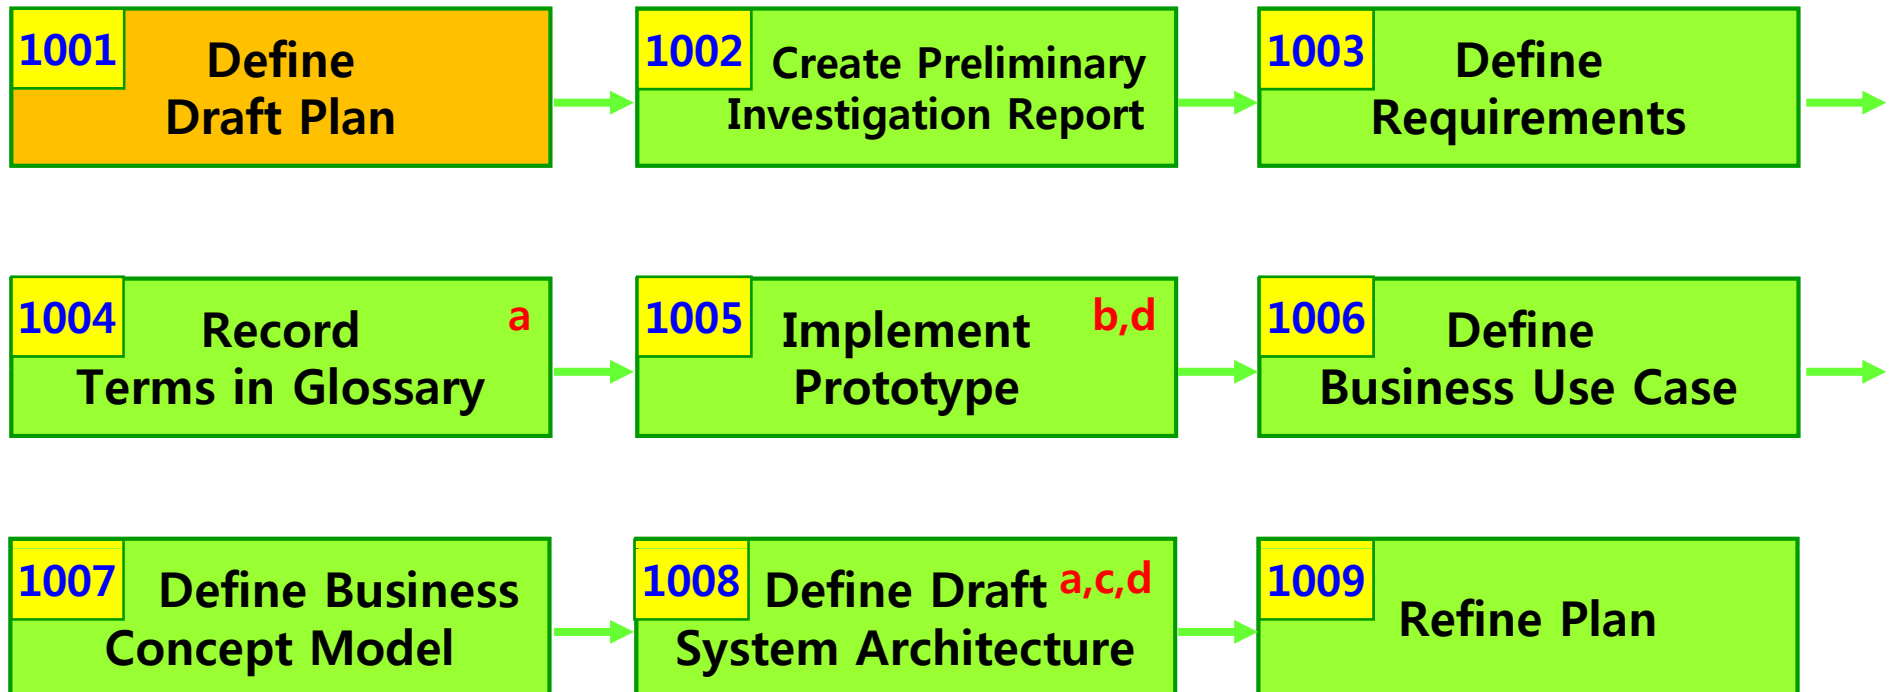 1001
Define
Draft Plan
1002
Create Preliminary
Investigation Report
1003
Define
Requirements
1004
Record a
Terms in Glossary
1005
Implement b,d
Prototype
1006
Define
Business Use Case
1007
Define Business
Concept Model
1008
Define Draft a,c,d
System Architecture
1009
Refine Plan